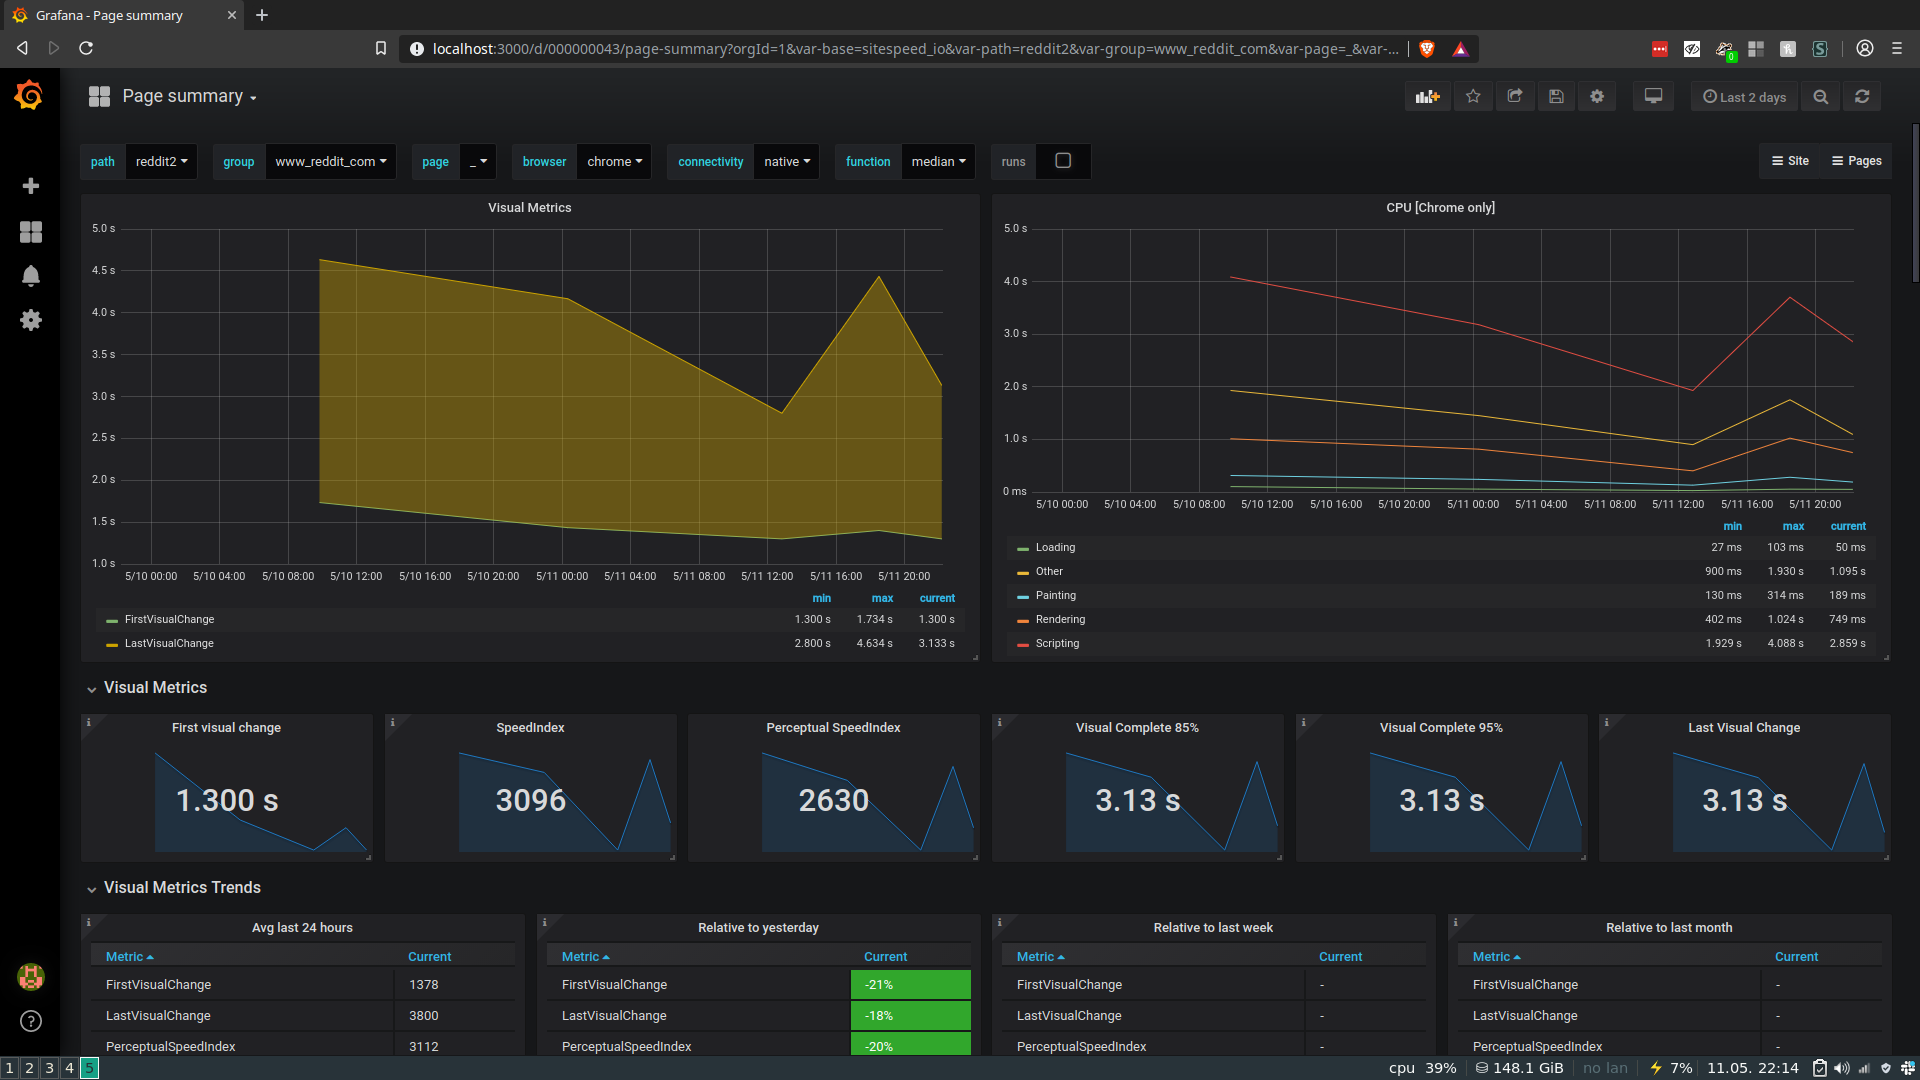 Grafana - Page summary
localhost:3000/d/000000043/page-summary?orgId=1&var-base=sitespeed_io&var-path=reddit2&var-group=www_reddit_com&var-page=_&var-...
0
Page summary
Last 2 days
path reddit2 group www_reddit_com page _ browser chrome connectivity native function median runs
Site Pages
Visual Metrics
5.0 s
4.5 s
4.0 s
3.5 s
3.0 s
2.5 s
2.0 s
1.5 s
1.0 s
5/10 00:00 5/10 04:00 5/10 08:00 5/10 12:00 5/10 16:00 5/10 20:00 5/11 00:00 5/11 04:00 5/11 08:00 5/11 12:00 5/11 16:00 5/11 20:00
min max current
FirstVisualChange 1.300 s 1.734 s 1.300 s
LastVisualChange 2.800 s 4.634 s 3.133 s
CPU [Chrome only]
5.0 s
4.0 s
3.0 s
2.0 s
1.0 s
0 ms
5/10 00:00 5/10 04:00 5/10 08:00 5/10 12:00 5/10 16:00 5/10 20:00 5/11 00:00 5/11 04:00 5/11 08:00 5/11 12:00 5/11 16:00 5/11 20:00
min max current
Loading 27 ms 103 ms 50 ms
Other 900 ms 1.930 s 1.095 s
Painting 130 ms 314 ms 189 ms
Rendering 402 ms 1.024 s 749 ms
Scripting 1.929 s 4.088 s 2.859 s
Visual Metrics
First visual change
1.300 s
SpeedIndex
3096
Perceptual SpeedIndex
2630
Visual Complete 85%
3.13 s
Visual Complete 95%
3.13 s
Last Visual Change
3.13 s
Visual Metrics Trends
Avg last 24 hours
Metric Current
FirstVisualChange 1378
LastVisualChange 3800
PerceptualSpeedIndex 3112
Relative to yesterday
Metric Current
FirstVisualChange -21%
LastVisualChange -18%
PerceptualSpeedIndex -20%
Relative to last week
Metric Current
FirstVisualChange -
LastVisualChange -
PerceptualSpeedIndex -
Relative to last month
Metric Current
FirstVisualChange -
LastVisualChange -
PerceptualSpeedIndex -
1 2 3 4 5
cpu 39% 148.1 GiB no lan 7% 11.05. 22:14